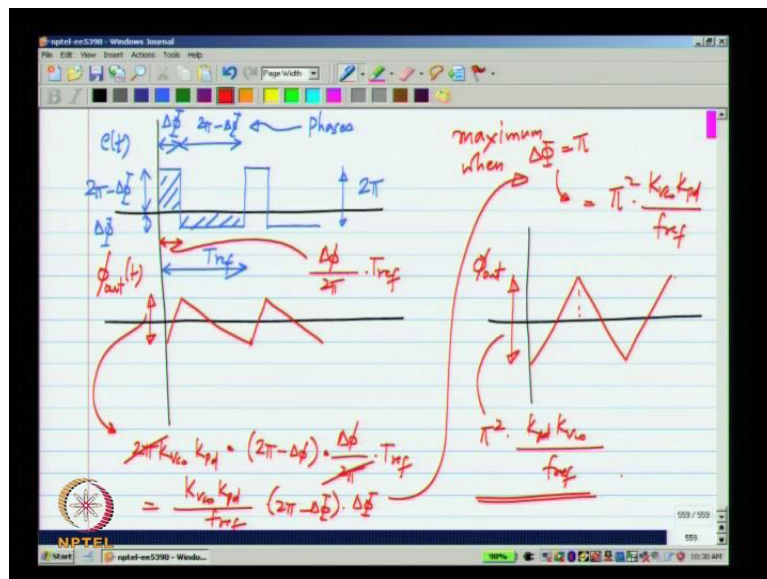 nptel-ee5390 - Windows Journal
File Edit View Insert Actions Tools Help
Page Width
B I
e(t)
ΔΦ 2π-ΔΦ ← phases
2π-ΔΦ
ΔΦ
2π
Tref
Δϕ/2π · Tref
ϕout(t)
2π Kvco Kpd · (2π-Δϕ) · Δϕ/2π · Tref
= Kvco Kpd/fref (2π-ΔΦ) · ΔΦ
maximum
when ΔΦ = π
= π² · Kvco Kpd/fref
ϕout
π² · Kpd Kvco/fref
NPTEL
559 / 559
559
Start
nptel-ee5390 - Windo...
98%
10:30 AM